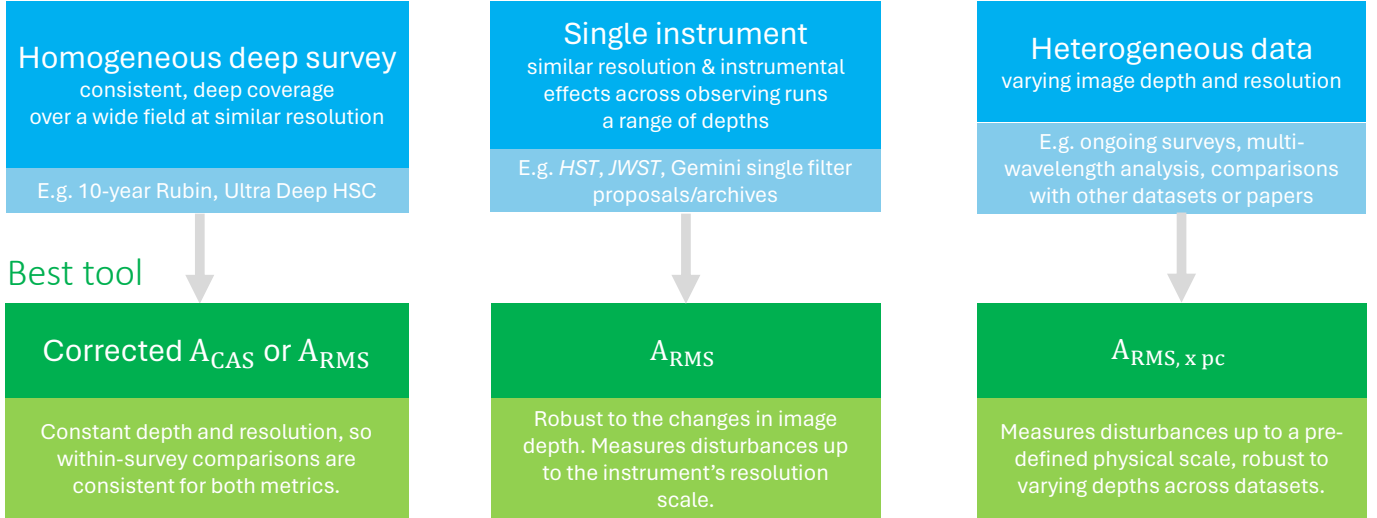 Homogeneous deep survey
consistent, deep coverage
over a wide field at similar resolution
E.g. 10-year Rubin, Ultra Deep HSC
Single instrument
similar resolution & instrumental
effects across observing runs
a range of depths
E.g. HST, JWST, Gemini single filter
proposals/archives
Heterogeneous data
varying image depth and resolution
E.g. ongoing surveys, multi-
wavelength analysis, comparisons
with other datasets or papers
Best tool
Corrected A_CAS or A_RMS
Constant depth and resolution, so
within-survey comparisons are
consistent for both metrics.
A_RMS
Robust to the changes in image
depth. Measures disturbances up
to the instrument's resolution
scale.
A_RMS, x pc
Measures disturbances up to a pre-
defined physical scale, robust to
varying depths across datasets.